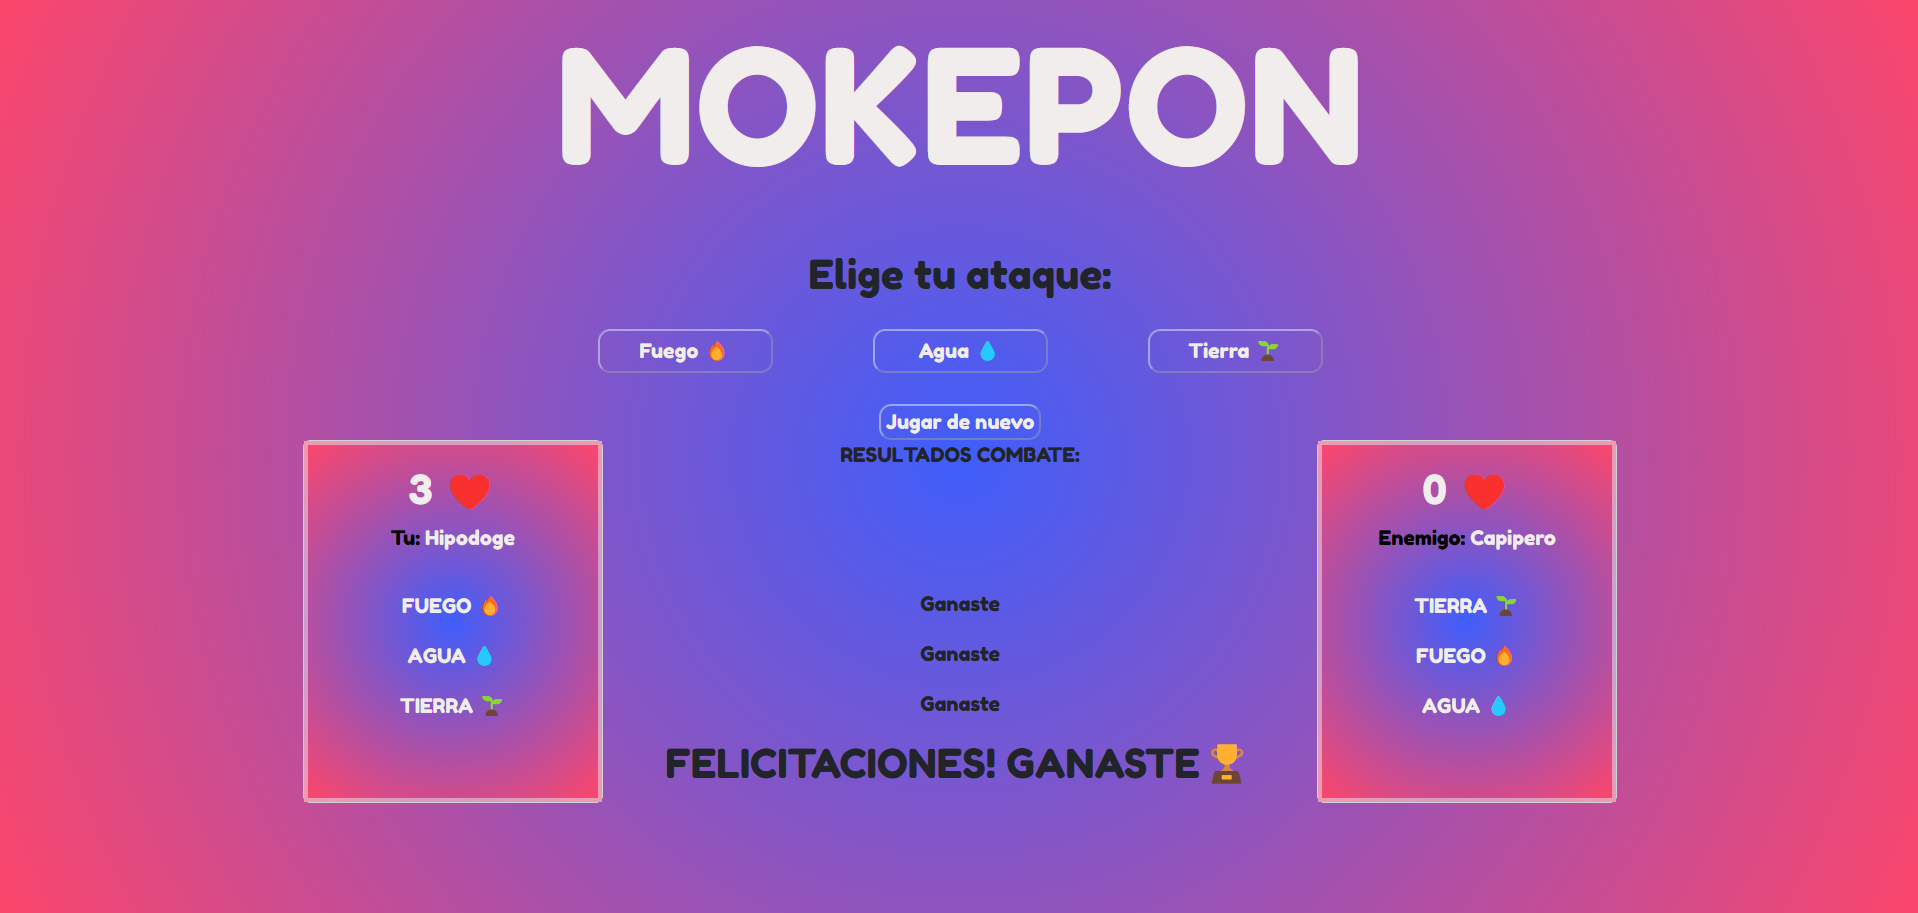 MOKEPON
Elige tu ataque:
Fuego 🔥
Agua 💧
Tierra 🌱
Jugar de nuevo
RESULTADOS COMBATE:
3 ❤️
Tu: Hipodoge
FUEGO 🔥
AGUA 💧
TIERRA 🌱
Ganaste
Ganaste
Ganaste
FELICITACIONES! GANASTE🏆
0 ❤️
Enemigo: Capipero
TIERRA 🌱
FUEGO 🔥
AGUA 💧